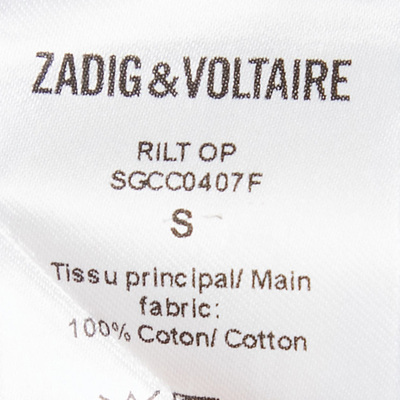 ZADIG & VOLTAIRE
RILT OP
SGCC0407F
S
Tissu principal/ Main
fabric:
100% Coton/ Cotton